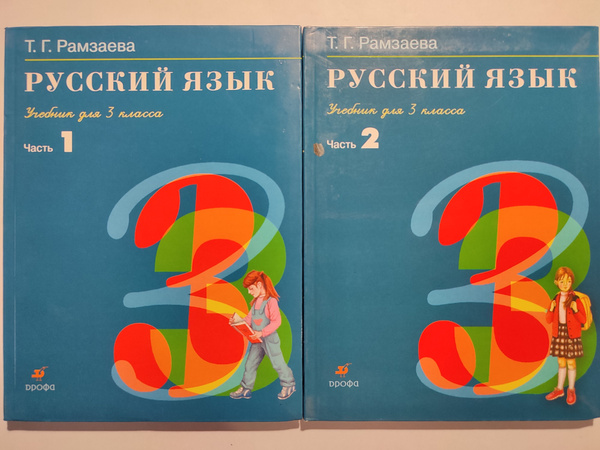 Т. Г. Рамзаева
РУССКИЙ ЯЗЫК
Учебник для 3 класса
Часть 1
3
дрофа
Т. Г. Рамзаева
РУССКИЙ ЯЗЫК
Учебник для 3 класса
Часть 2
3
дрофа